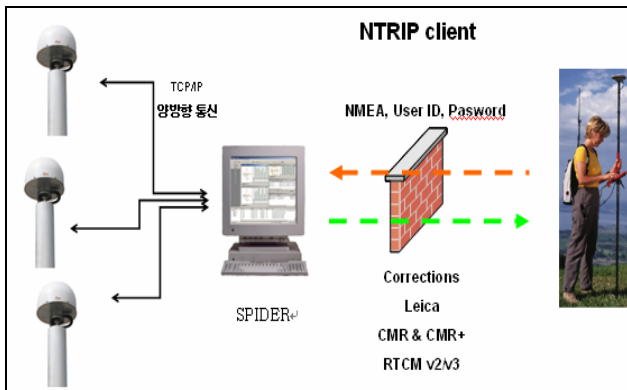 NTRIP client
TCP/IP
양방향 통신
NMEA, User ID, Pasword
SPIDER↵
Corrections
Leica
CMR & CMR+
RTCM v2/v3